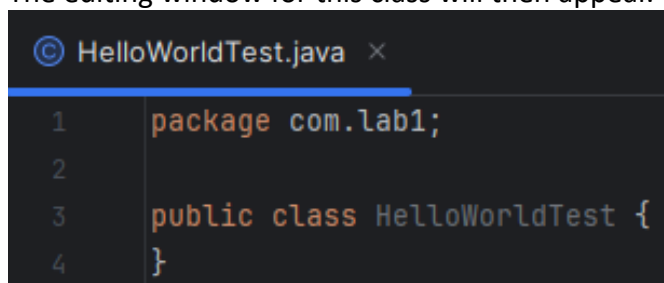 The editing window for this class will then appear.
HelloWorldTest.java
1 package com.lab1;
2
3 public class HelloWorldTest {
4 }